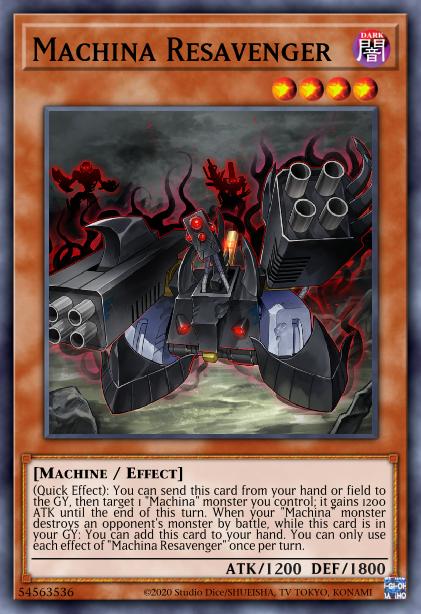 MACHINA RESAVENGER
DARK
闇
[MACHINE / EFFECT]
(Quick Effect): You can send this card from your hand or field to
the GY, then target 1 "Machina" monster you control; it gains 1200
ATK until the end of this turn. When your "Machina" monster
destroys an opponent's monster by battle, while this card is in
your GY: You can add this card to your hand. You can only use
each effect of "Machina Resavenger" once per turn.
ATK/1200 DEF/1800
54563536 ©2020 Studio Dice/SHUEISHA, TV TOKYO, KONAMI